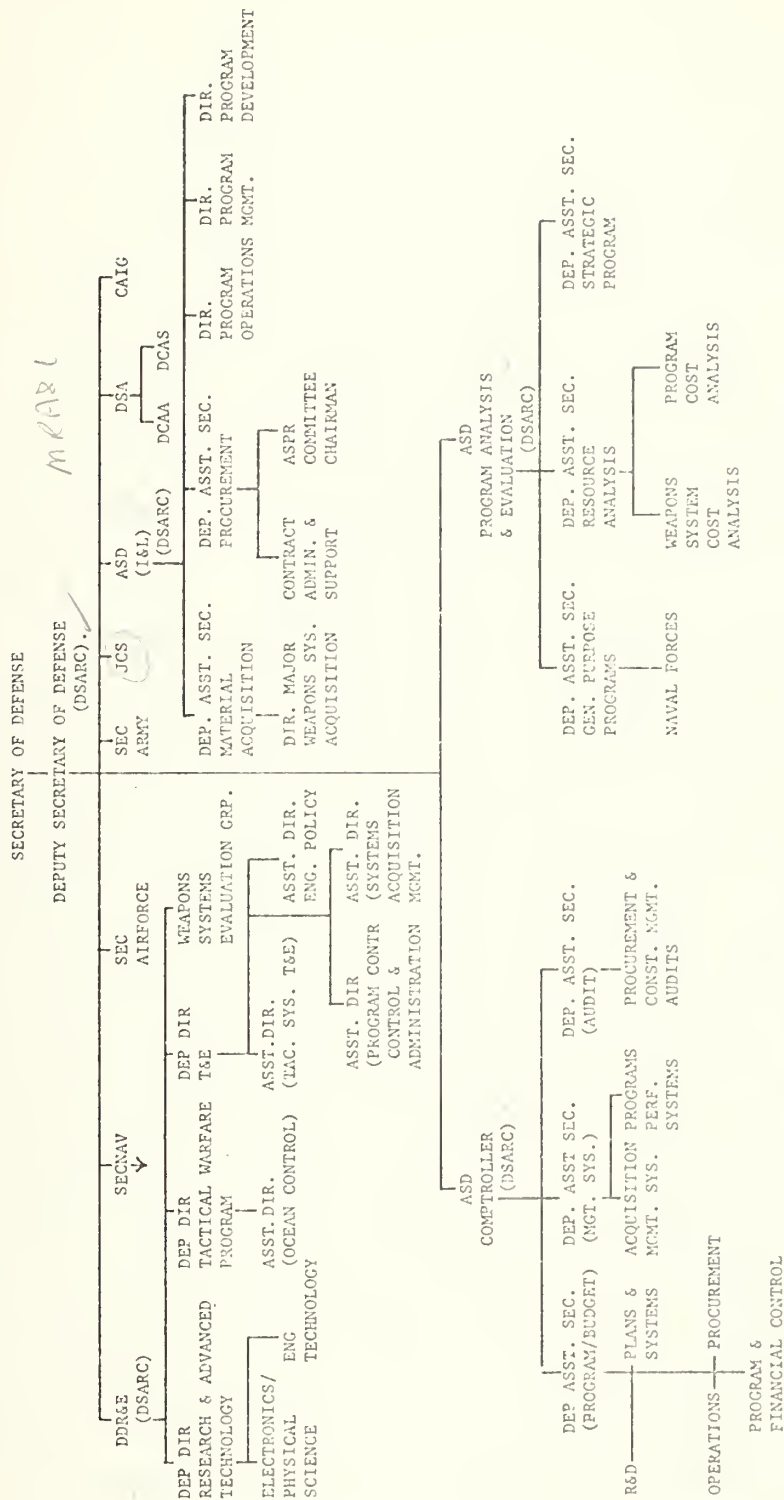 SECRETARY OF DEFENSE
DEPUTY SECRETARY OF DEFENSE
(DSARC).
DDR&E
(DSARC)
SECNAV
SEC
AIRFORCE
SEC
ARMY
JCS
ASD
(I&L)
(DSARC)
DSA
DCAA
DCAS
CAIG
DEP DIR
RESEARCH & ADVANCED
TECHNOLOGY
ELECTRONICS/
PHYSICAL
SCIENCE
ENG
TECHNOLOGY
DEP DIR
TACTICAL WARFARE
PROGRAM
ASST.DIR.
(OCEAN CONTROL)
DEP DIR
T&E
ASST.DIR.
(TAC. SYS. T&E)
ASST. DIR.
ENG. POLICY
ASST. DIR
(PROGRAM CONTR
CONTROL &
ADMINISTRATION
ASST. DIR.
(SYSTEMS
ACQUISITION
MGMT.
WEAPONS
SYSTEMS
EVALUATION GRP.
DEP. ASST. SEC.
MATERIAL
ACQUISITION
DIR. MAJOR
WEAPONS SYS.
ACQUISITION
DEP. ASST. SEC.
PROCUREMENT
CONTRACT
ADMIN. &
SUPPORT
ASPR
COMMITTEE
CHAIRMAN
DIR.
PROGRAM
OPERATIONS
DIR.
PROGRAM
MGMT.
DIR.
PROGRAM
DEVELOPMENT
ASD
COMPTROLLER
(DSARC)
DEP ASST. SEC.
(PROGRAM/BUDGET)
R&D
PLANS &
SYSTEMS
OPERATIONS
PROCUREMENT
PROGRAM &
FINANCIAL CONTROL
DEP. ASST SEC.
(MGT. SYS.)
ACQUISITION
MGMT. SYS.
PROGRAMS
PERF.
SYSTEMS
DEP. ASST. SEC.
(AUDIT)
PROCUREMENT &
CONST. MGMT.
AUDITS
ASD
PROGRAM ANALYSIS
& EVALUATION
(DSARC)
DEP. ASST. SEC.
GEN. PURPOSE
PROGRAMS
NAVAL FORCES
DEP. ASST. SEC.
RESOURCE
ANALYSIS
WEAPONS
SYSTEM
COST
ANALYSIS
PROGRAM
COST
ANALYSIS
DEP. ASST. SEC.
STRATEGIC
PROGRAM